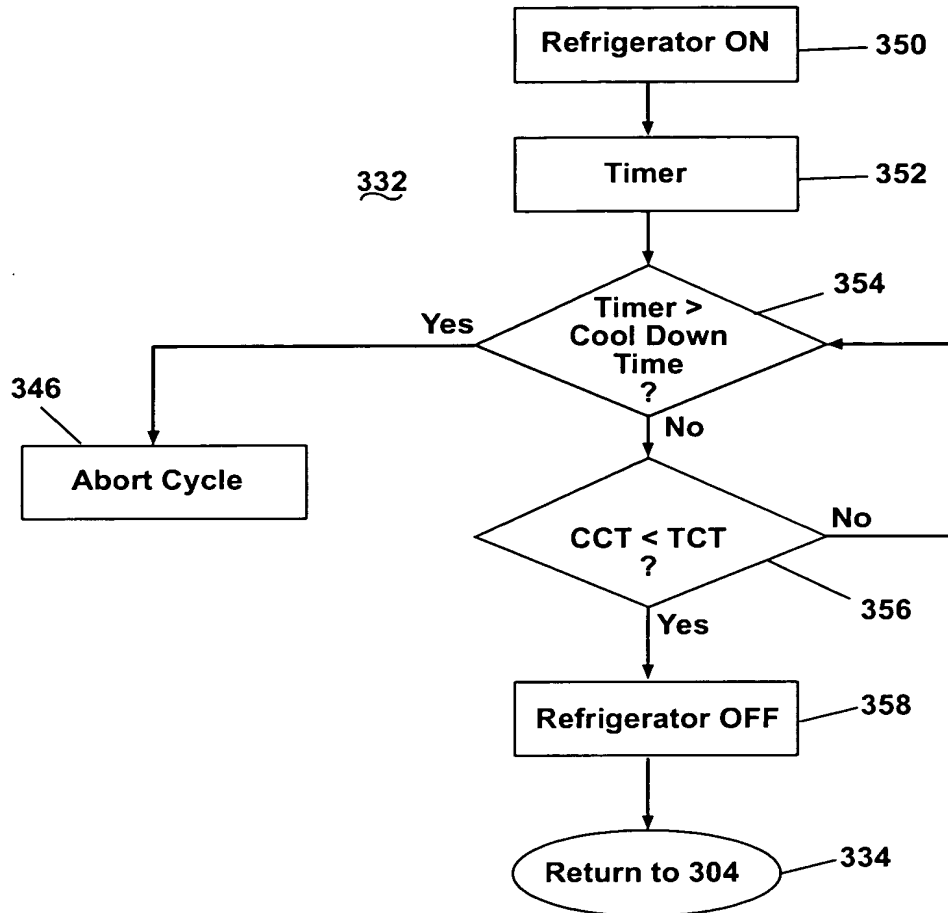 Refrigerator ON
350
Timer
352
332
354
Timer >
Cool Down
Time
?
Yes
346
No
Abort Cycle
CCT < TCT
?
No
356
Yes
Refrigerator OFF
358
Return to 304
334